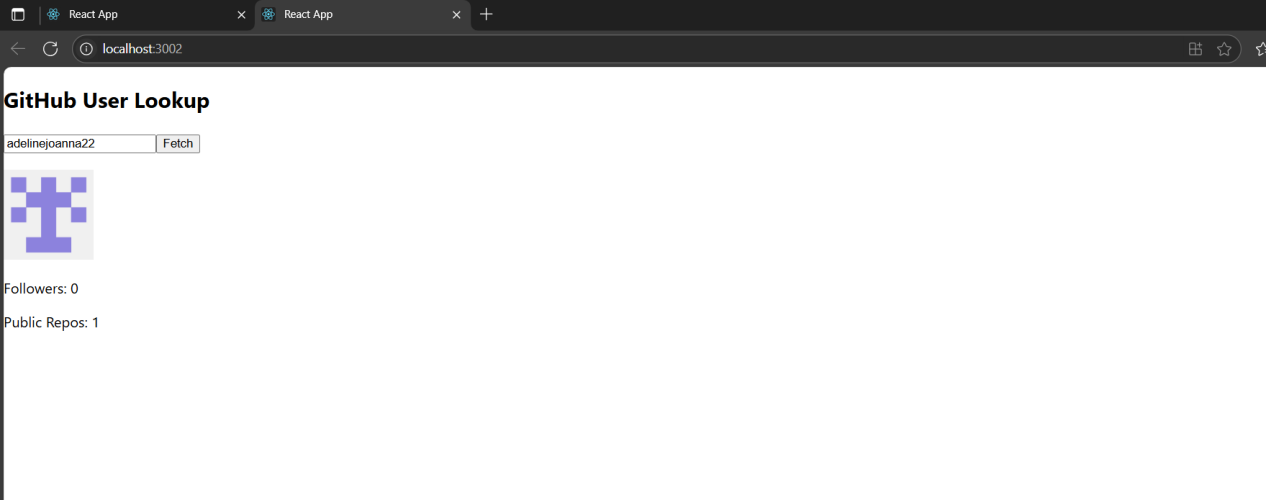 React App
React App
localhost:3002
GitHub User Lookup
adelinejoanna22
Fetch
Followers: 0
Public Repos: 1